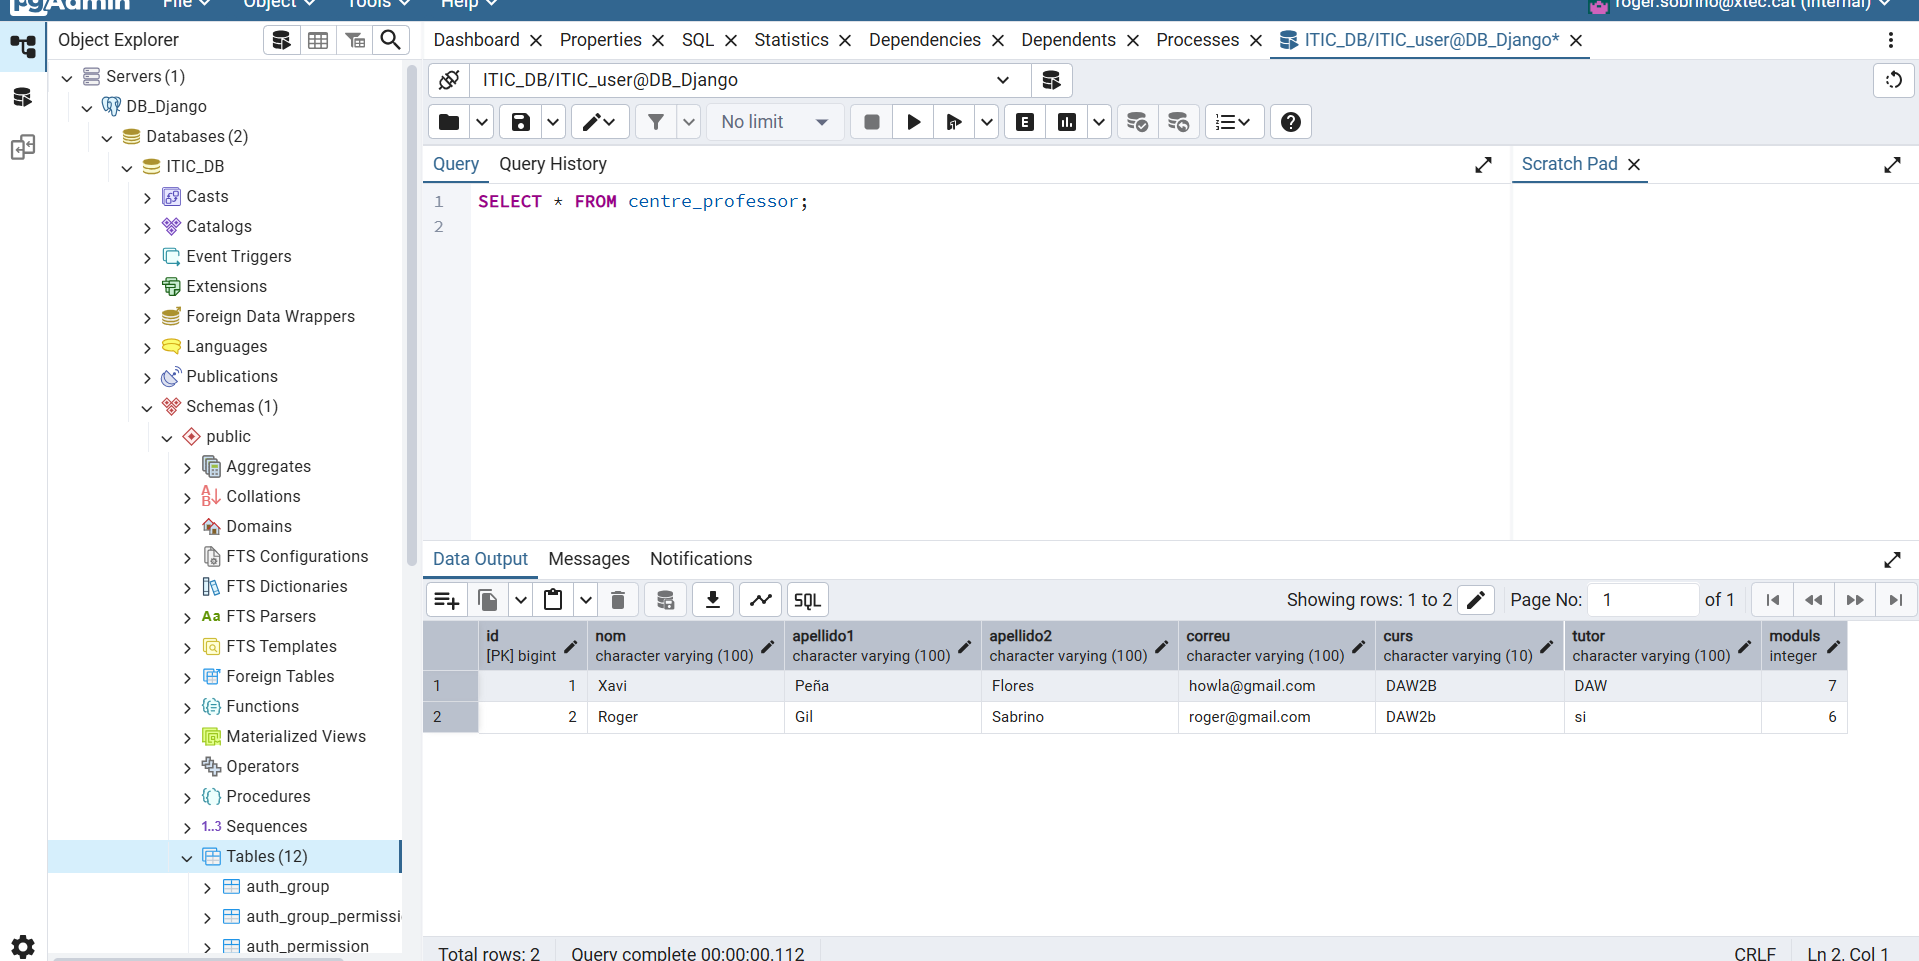 pgAdmin File Object Tools Help roger.sobrino@xtec.cat (internal)
Object Explorer
Dashboard Properties SQL Statistics Dependencies Dependents Processes ITIC_DB/ITIC_user@DB_Django*
Servers (1)
DB_Django
Databases (2)
ITIC_DB
Casts
Catalogs
Event Triggers
Extensions
Foreign Data Wrappers
Languages
Publications
Schemas (1)
public
Aggregates
Collations
Domains
FTS Configurations
FTS Dictionaries
Aa FTS Parsers
FTS Templates
Foreign Tables
Functions
Materialized Views
Operators
Procedures
1..3 Sequences
Tables (12)
auth_group
auth_group_permissi
auth_permission
ITIC_DB/ITIC_user@DB_Django
No limit E
Query Query History
Scratch Pad
1 SELECT * FROM centre_professor;
2
Data Output Messages Notifications
SQL Showing rows: 1 to 2 Page No: 1 of 1
id nom apellido1 apellido2 correu curs tutor moduls
[PK] bigint character varying (100) character varying (100) character varying (100) character varying (100) character varying (10) character varying (100) integer
1 1 Xavi Peña Flores howla@gmail.com DAW2B DAW 7
2 2 Roger Gil Sabrino roger@gmail.com DAW2b si 6
Total rows: 2 Query complete 00:00:00.112 CRLF Ln 2, Col 1